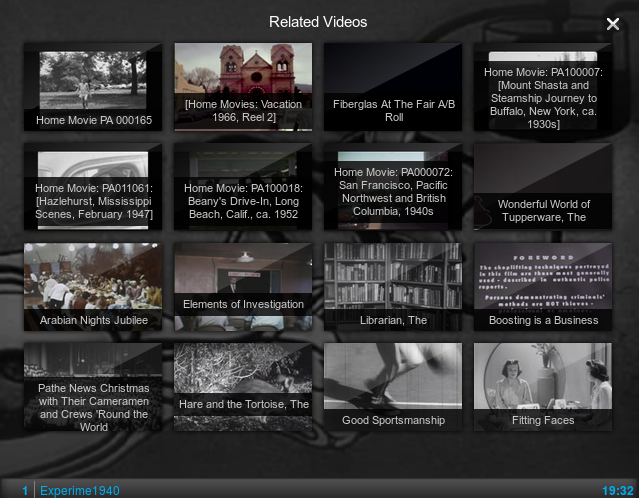 Related Videos
Home Movie PA 000165
[Home Movies: Vacation
1966, Reel 2]
Fiberglas At The Fair A/B
Roll
Home Movie: PA100007:
[Mount Shasta and
Steamship Journey to
Buffalo, New York, ca.
1930s]
Home Movie: PA011061:
[Hazlehurst, Mississippi
Scenes, February 1947]
Home Movie: PA100018:
Beany's Drive-In, Long
Beach, Calif., ca. 1952
Home Movie: PA000072:
San Francisco, Pacific
Northwest and British
Columbia, 1940s
Wonderful World of
Tupperware, The
Arabian Nights Jubilee
Elements of Investigation
Librarian, The
FOREWORD
The shoplifting techniques portrayed
in this film are those most generally
used - described in authentic police
reports.
Persons demonstrating criminals'
methods are NOT thieves -
Boosting is a Business
Pathe News Christmas
with Their Cameramen
and Crews 'Round the
World
Hare and the Tortoise, The
Good Sportsmanship
Fitting Faces
1 Experime1940
19:32